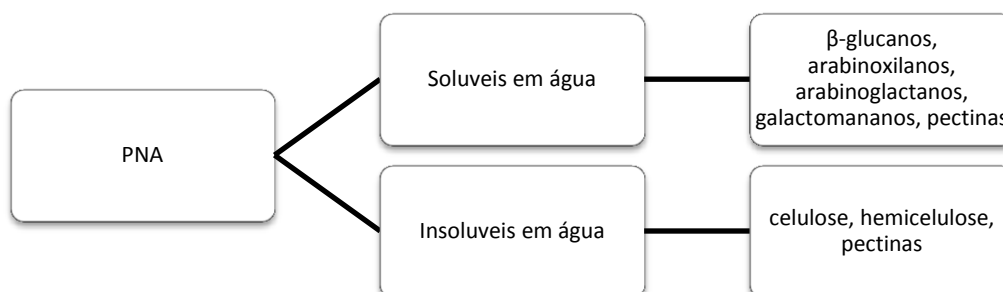 PNA
Soluveis em água
β-glucanos,
arabinoxilanos,
arabinoglactanos,
galactomananos, pectinas
Insoluveis em água
celulose, hemicelulose,
pectinas